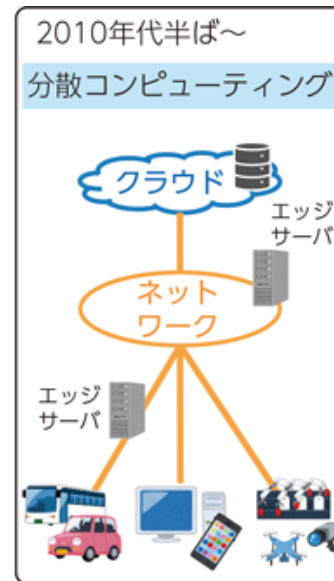 2010年代半ば～
分散コンピューティング
クラウド
エッジ
サーバ
ネット
ワーク
エッジ
サーバ